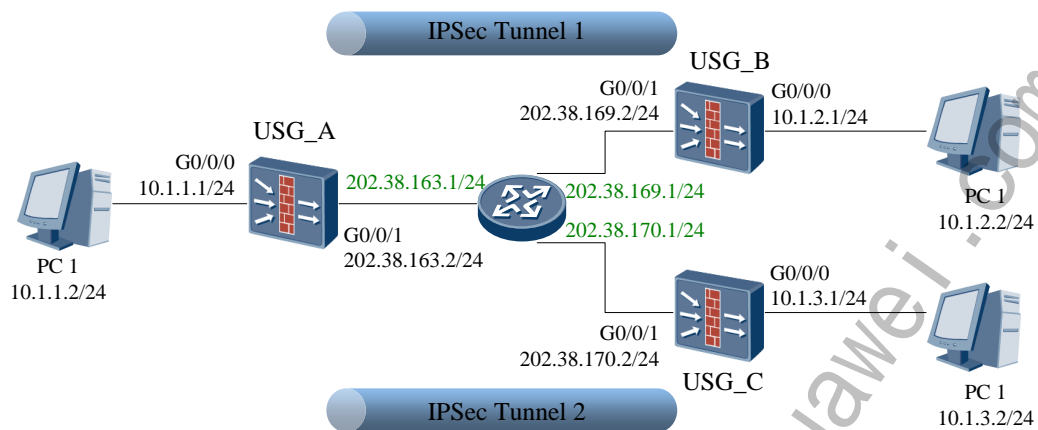 IPSec Tunnel 1
USG_B
G0/0/1
202.38.169.2/24
G0/0/0
10.1.2.1/24
USG_A
G0/0/0
10.1.1.1/24
202.38.163.1/24
202.38.169.1/24
202.38.170.1/24
G0/0/1
202.38.163.2/24
PC 1
10.1.1.2/24
PC 1
10.1.2.2/24
G0/0/0
10.1.3.1/24
G0/0/1
202.38.170.2/24
USG_C
PC 1
10.1.3.2/24
IPSec Tunnel 2
uawei.com